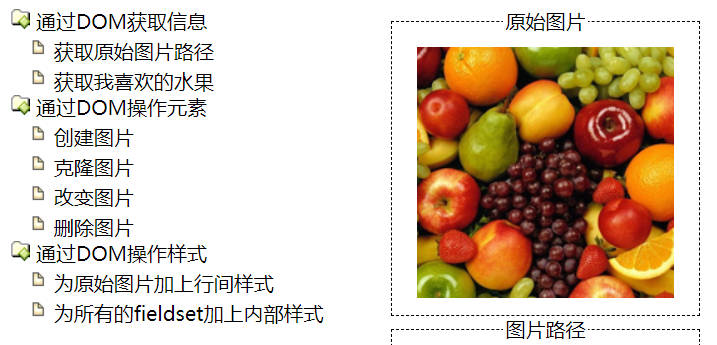 通过DOM获取信息
获取原始图片路径
获取我喜欢的水果
通过DOM操作元素
创建图片
克隆图片
改变图片
删除图片
通过DOM操作样式
为原始图片加上行间样式
为所有的fieldset加上内部样式
原始图片
图片路径